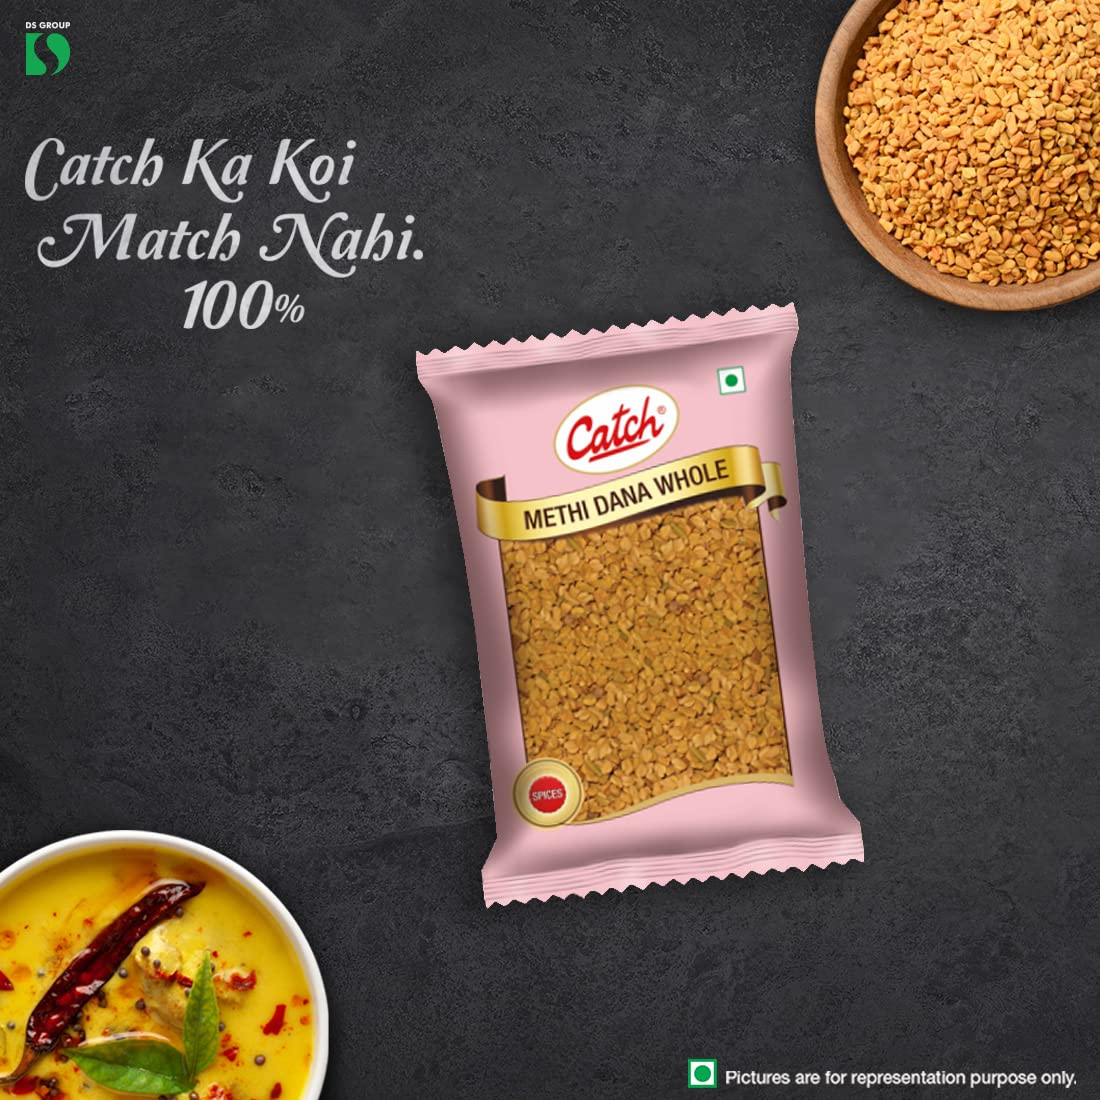 DS GROUP
Catch Ka Koi
Match Nahi.
100%
Catch®
METHI DANA WHOLE
SPICES
Pictures are for representation purpose only.